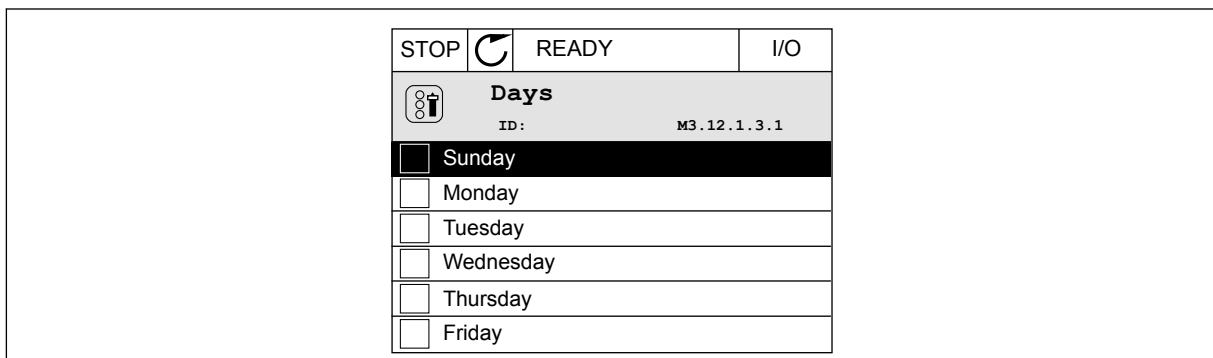 STOP READY I/O
Days
ID: M3.12.1.3.1
Sunday
Monday
Tuesday
Wednesday
Thursday
Friday